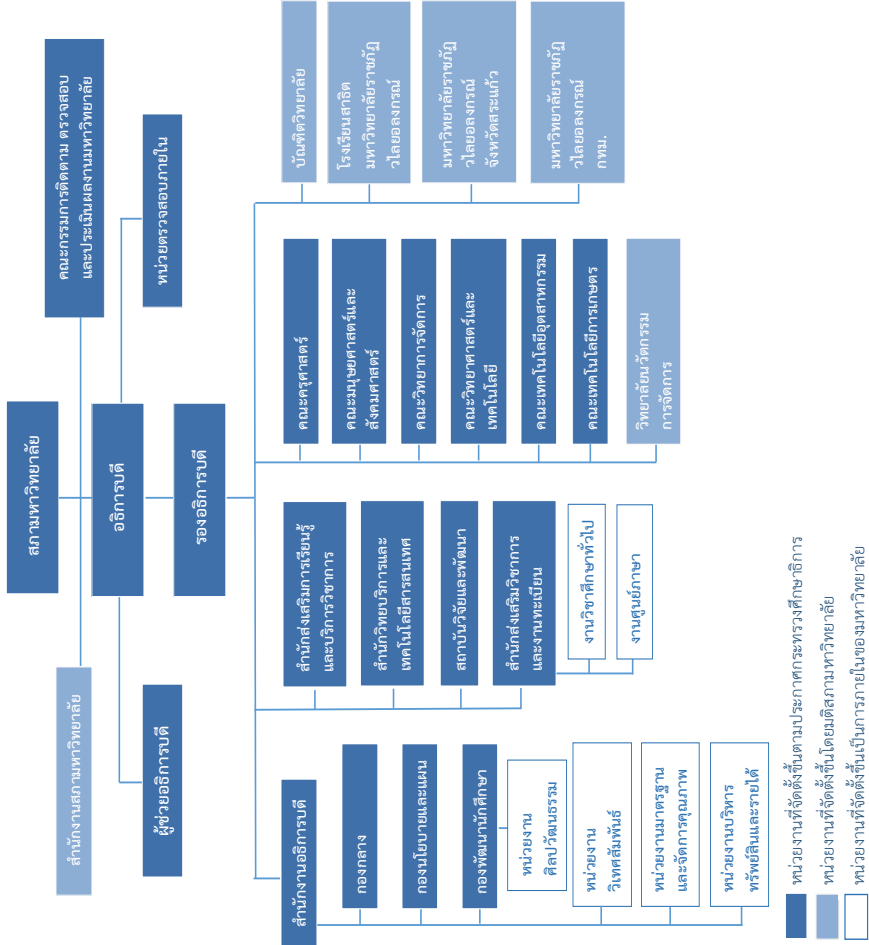 สภามหาวิทยาลัย
สำนักงานสภามหาวิทยาลัย
คณะกรรมการติดตาม ตรวจสอบ
และประเมินผลงานมหาวิทยาลัย
อธิการบดี
ผู้ช่วยอธิการบดี
หน่วยตรวจสอบภายใน
รองอธิการบดี
สำนักงานอธิการบดี
กองกลาง
กองนโยบายและแผน
กองพัฒนานักศึกษา
หน่วยงาน
ศิลปวัฒนธรรม
หน่วยงาน
วิเทศสัมพันธ์
หน่วยงานมาตรฐาน
และจัดการคุณภาพ
หน่วยงานบริหาร
ทรัพย์สินและรายได้
สำนักส่งเสริมการเรียนรู้
และบริการวิชาการ
สำนักวิทยบริการและ
เทคโนโลยีสารสนเทศ
สถาบันวิจัยและพัฒนา
สำนักส่งเสริมวิชาการ
และงานทะเบียน
งานวิชาศึกษาทั่วไป
งานศูนย์ภาษา
คณะครุศาสตร์
คณะมนุษยศาสตร์และ
สังคมศาสตร์
คณะวิทยาการจัดการ
คณะวิทยาศาสตร์และ
เทคโนโลยี
คณะเทคโนโลยีอุตสาหกรรม
คณะเทคโนโลยีการเกษตร
วิทยาลัยนวัตกรรม
การจัดการ
บัณฑิตวิทยาลัย
โรงเรียนสาธิต
มหาวิทยาลัยราชภัฏ
วไลยอลงกรณ์
มหาวิทยาลัยราชภัฏ
วไลยอลงกรณ์
จังหวัดสระแก้ว
มหาวิทยาลัยราชภัฏ
วไลยอลงกรณ์
กทม.
หน่วยงานที่จัดตั้งขึ้นตามประกาศกระทรวงศึกษาธิการ
หน่วยงานที่จัดตั้งขึ้นโดยมติสภามหาวิทยาลัย
หน่วยงานที่จัดตั้งขึ้นเป็นการภายในของมหาวิทยาลัย